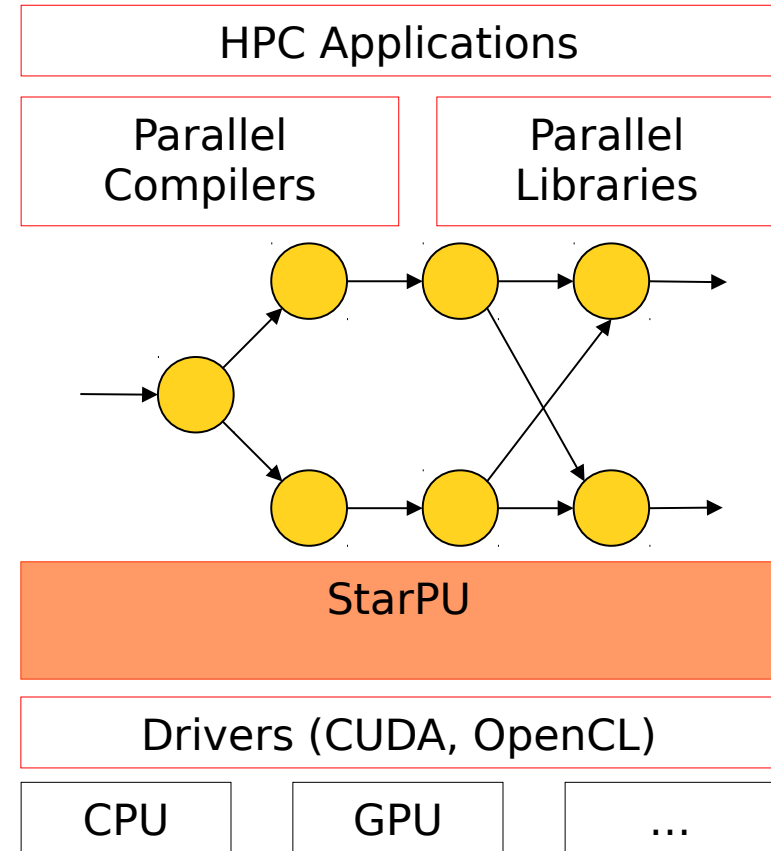 HPC Applications
Parallel
Compilers
Parallel
Libraries
StarPU
Drivers (CUDA, OpenCL)
CPU
GPU
...